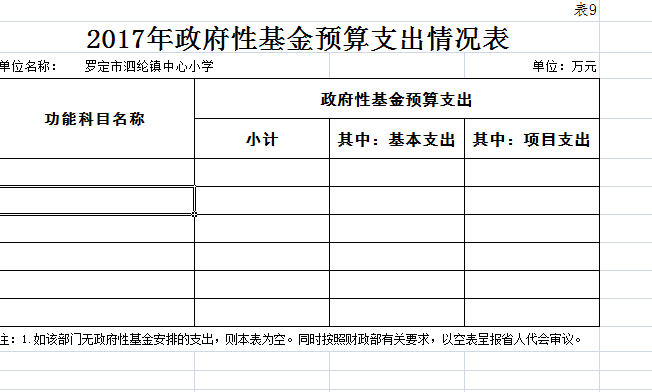 表9
2017年政府性基金预算支出情况表
单位名称： 罗定市泗纶镇中心小学 单位：万元
功能科目名称 政府性基金预算支出
小计 其中：基本支出 其中：项目支出
注：1.如该部门无政府性基金安排的支出，则本表为空。同时按照财政部有关要求，以空表呈报省人代会审议。